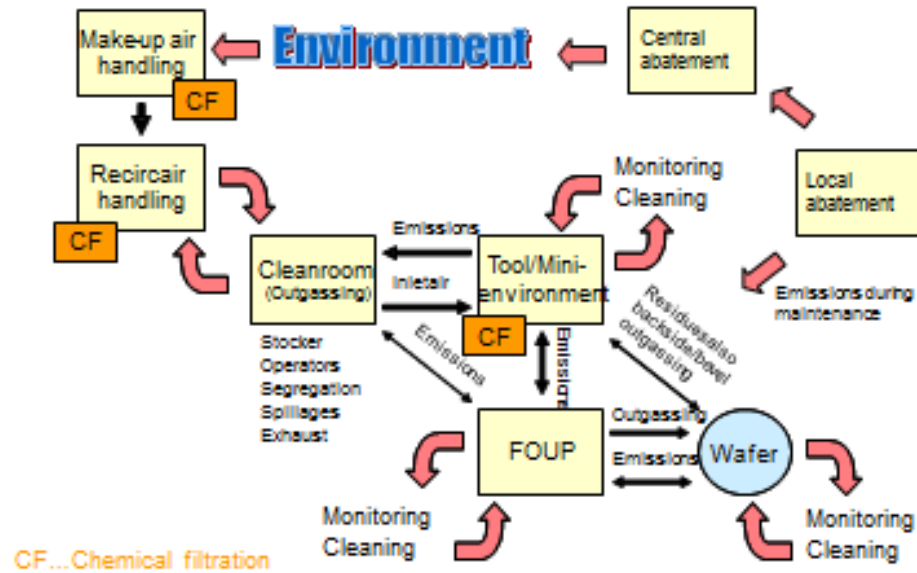 Make-up air
handling
CF
Environment
Central
abatement
Recircair
handling
CF
Monitoring
Cleaning
Local
abatement
Emissions
Cleanroom
(Outgassing)
Inletair
Tool/Mini-
environment
CF
Emissions during
maintenance
Stocker
Operators
Segregation
Spillages
Exhaust
Emissions
Emissions
Residuesalso
backside/bevel
outgassing
FOUP
Outgassing
Emissions
Wafer
Monitoring
Cleaning
Monitoring
Cleaning
CF...Chemical filtration